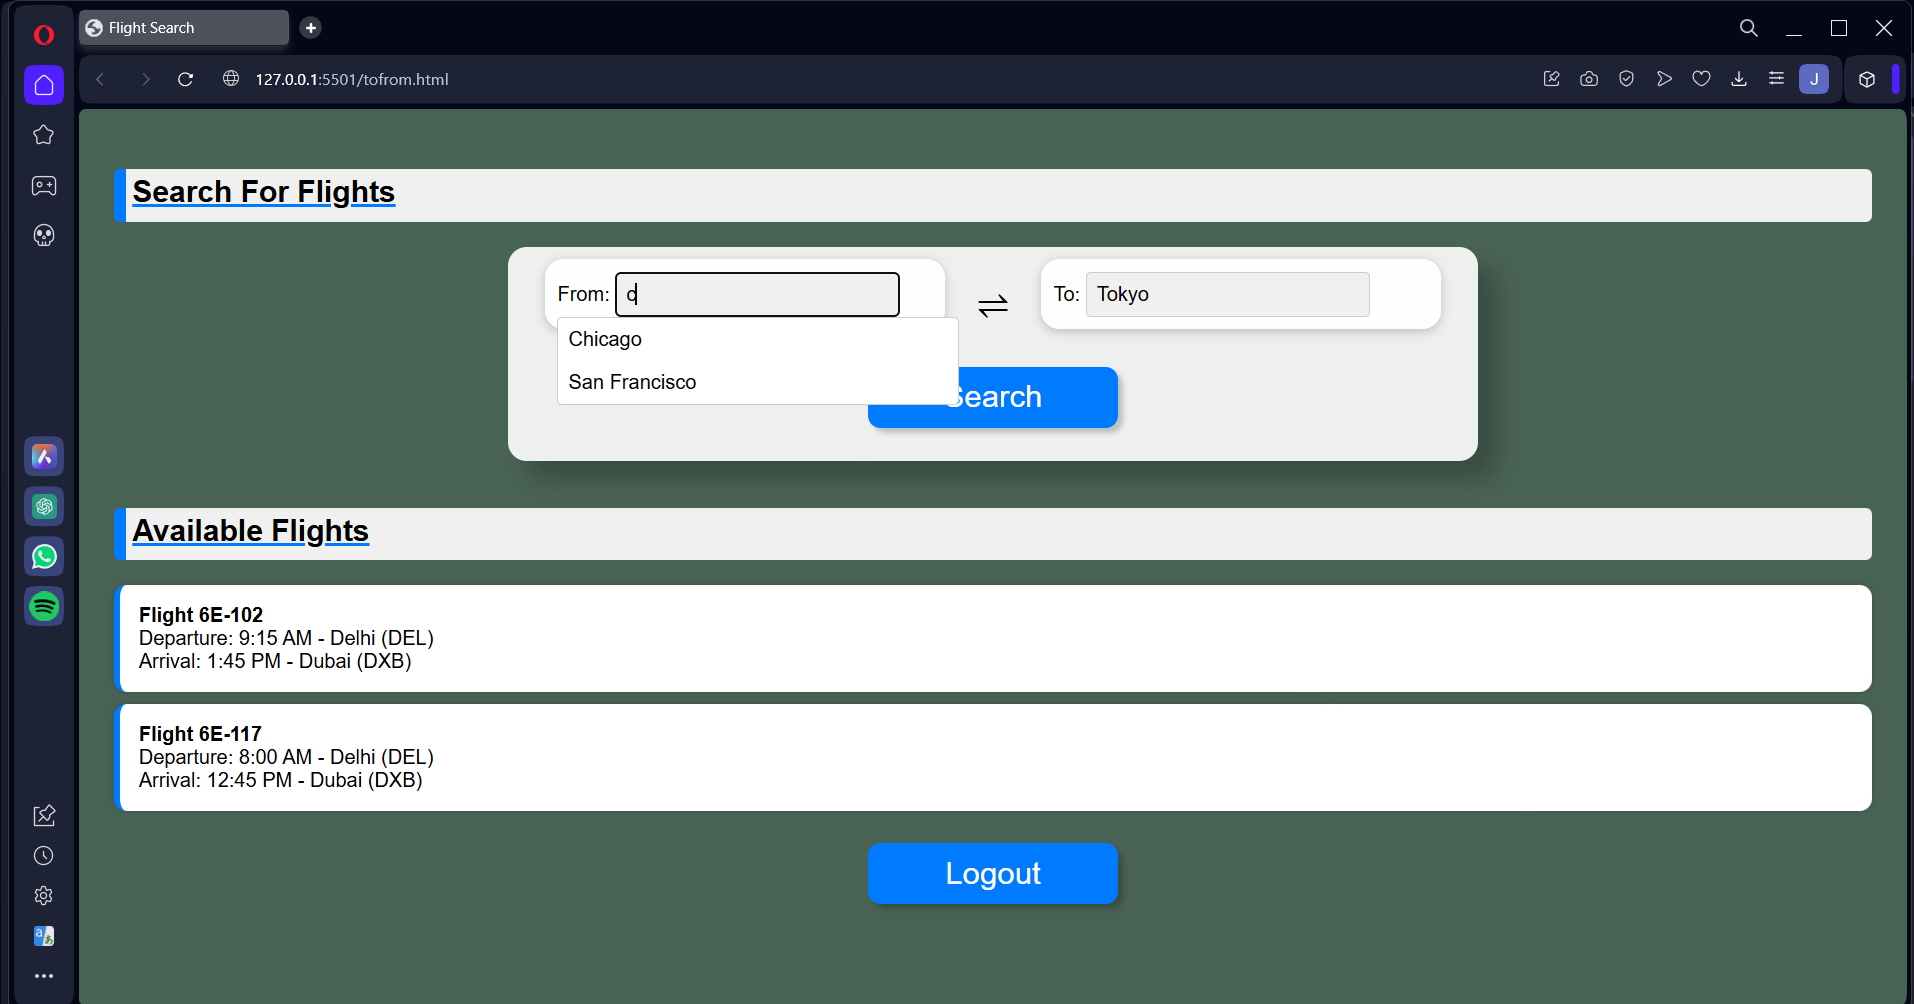 Flight Search
127.0.0.1:5501/tofrom.html
J
Search For Flights
From: c
To: Tokyo
Chicago
San Francisco
Search
Available Flights
Flight 6E-102
Departure: 9:15 AM - Delhi (DEL)
Arrival: 1:45 PM - Dubai (DXB)
Flight 6E-117
Departure: 8:00 AM - Delhi (DEL)
Arrival: 12:45 PM - Dubai (DXB)
Logout